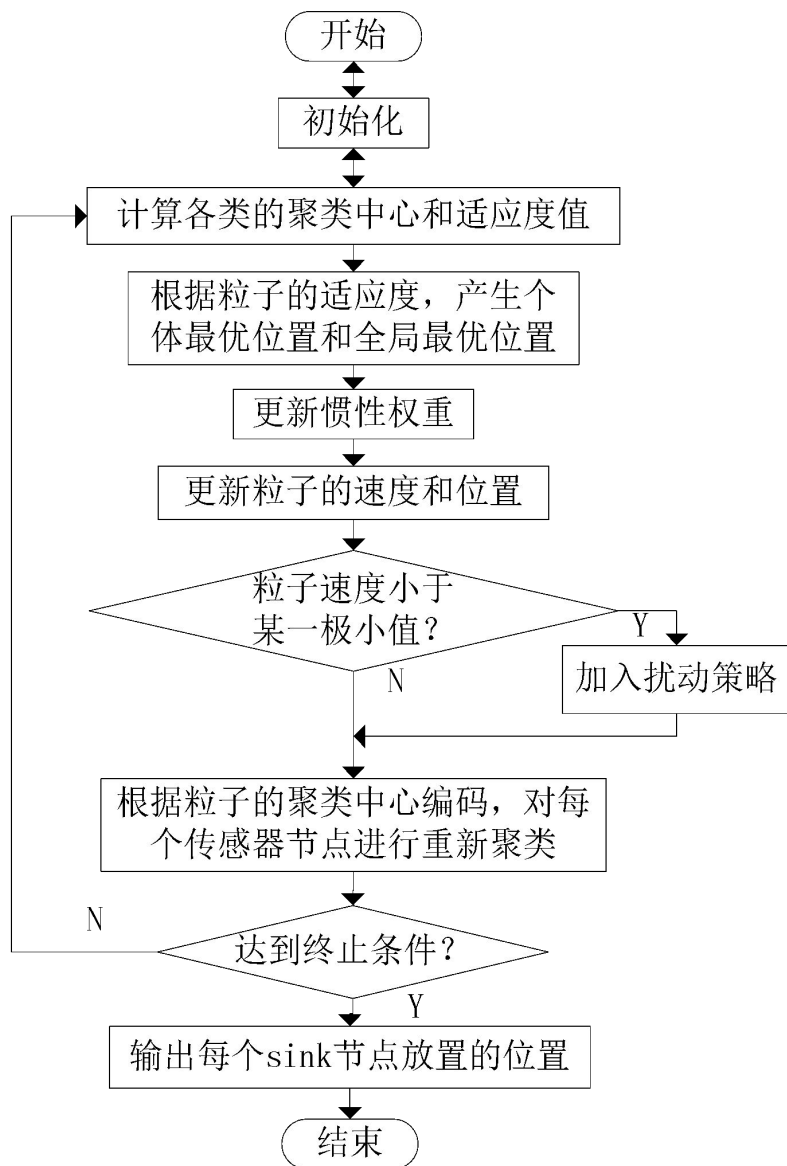 开始
初始化
计算各类的聚类中心和适应度值
根据粒子的适应度，产生个
体最优位置和全局最优位置
更新惯性权重
更新粒子的速度和位置
粒子速度小于
某一极小值？
Y
N
加入扰动策略
根据粒子的聚类中心编码，对每
个传感器节点进行重新聚类
N
达到终止条件？
Y
输出每个sink节点放置的位置
结束